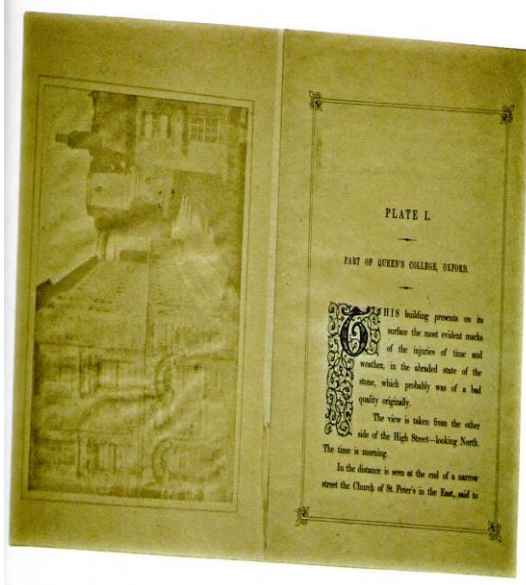 PLATE I.
PART OF QUEEN'S COLLEGE, OXFORD.
THIS building presents on its
surface the most evident marks
of the injuries of time and
weather, in the abraded state of the
stone, which probably was of a bad
quality originally.
The view is taken from the other
side of the High Street—looking North.
The time is morning.
In the distance is seen at the end of a narrow
street the Church of St. Peter's in the East, said to